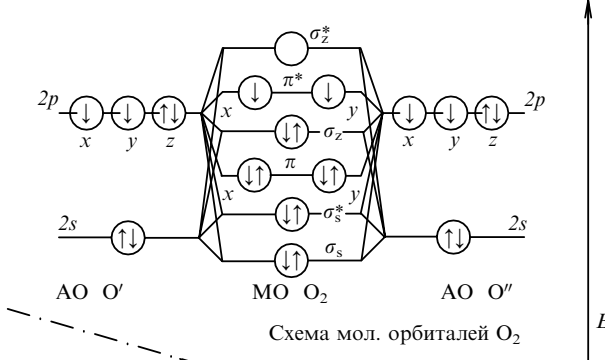 σ*z
2p π* 2p
x y
x y z σz x y z
π
x y
2s σ*s 2s
σs
АО O′ МО O₂ АО O″
E
Схема мол. орбиталей O₂